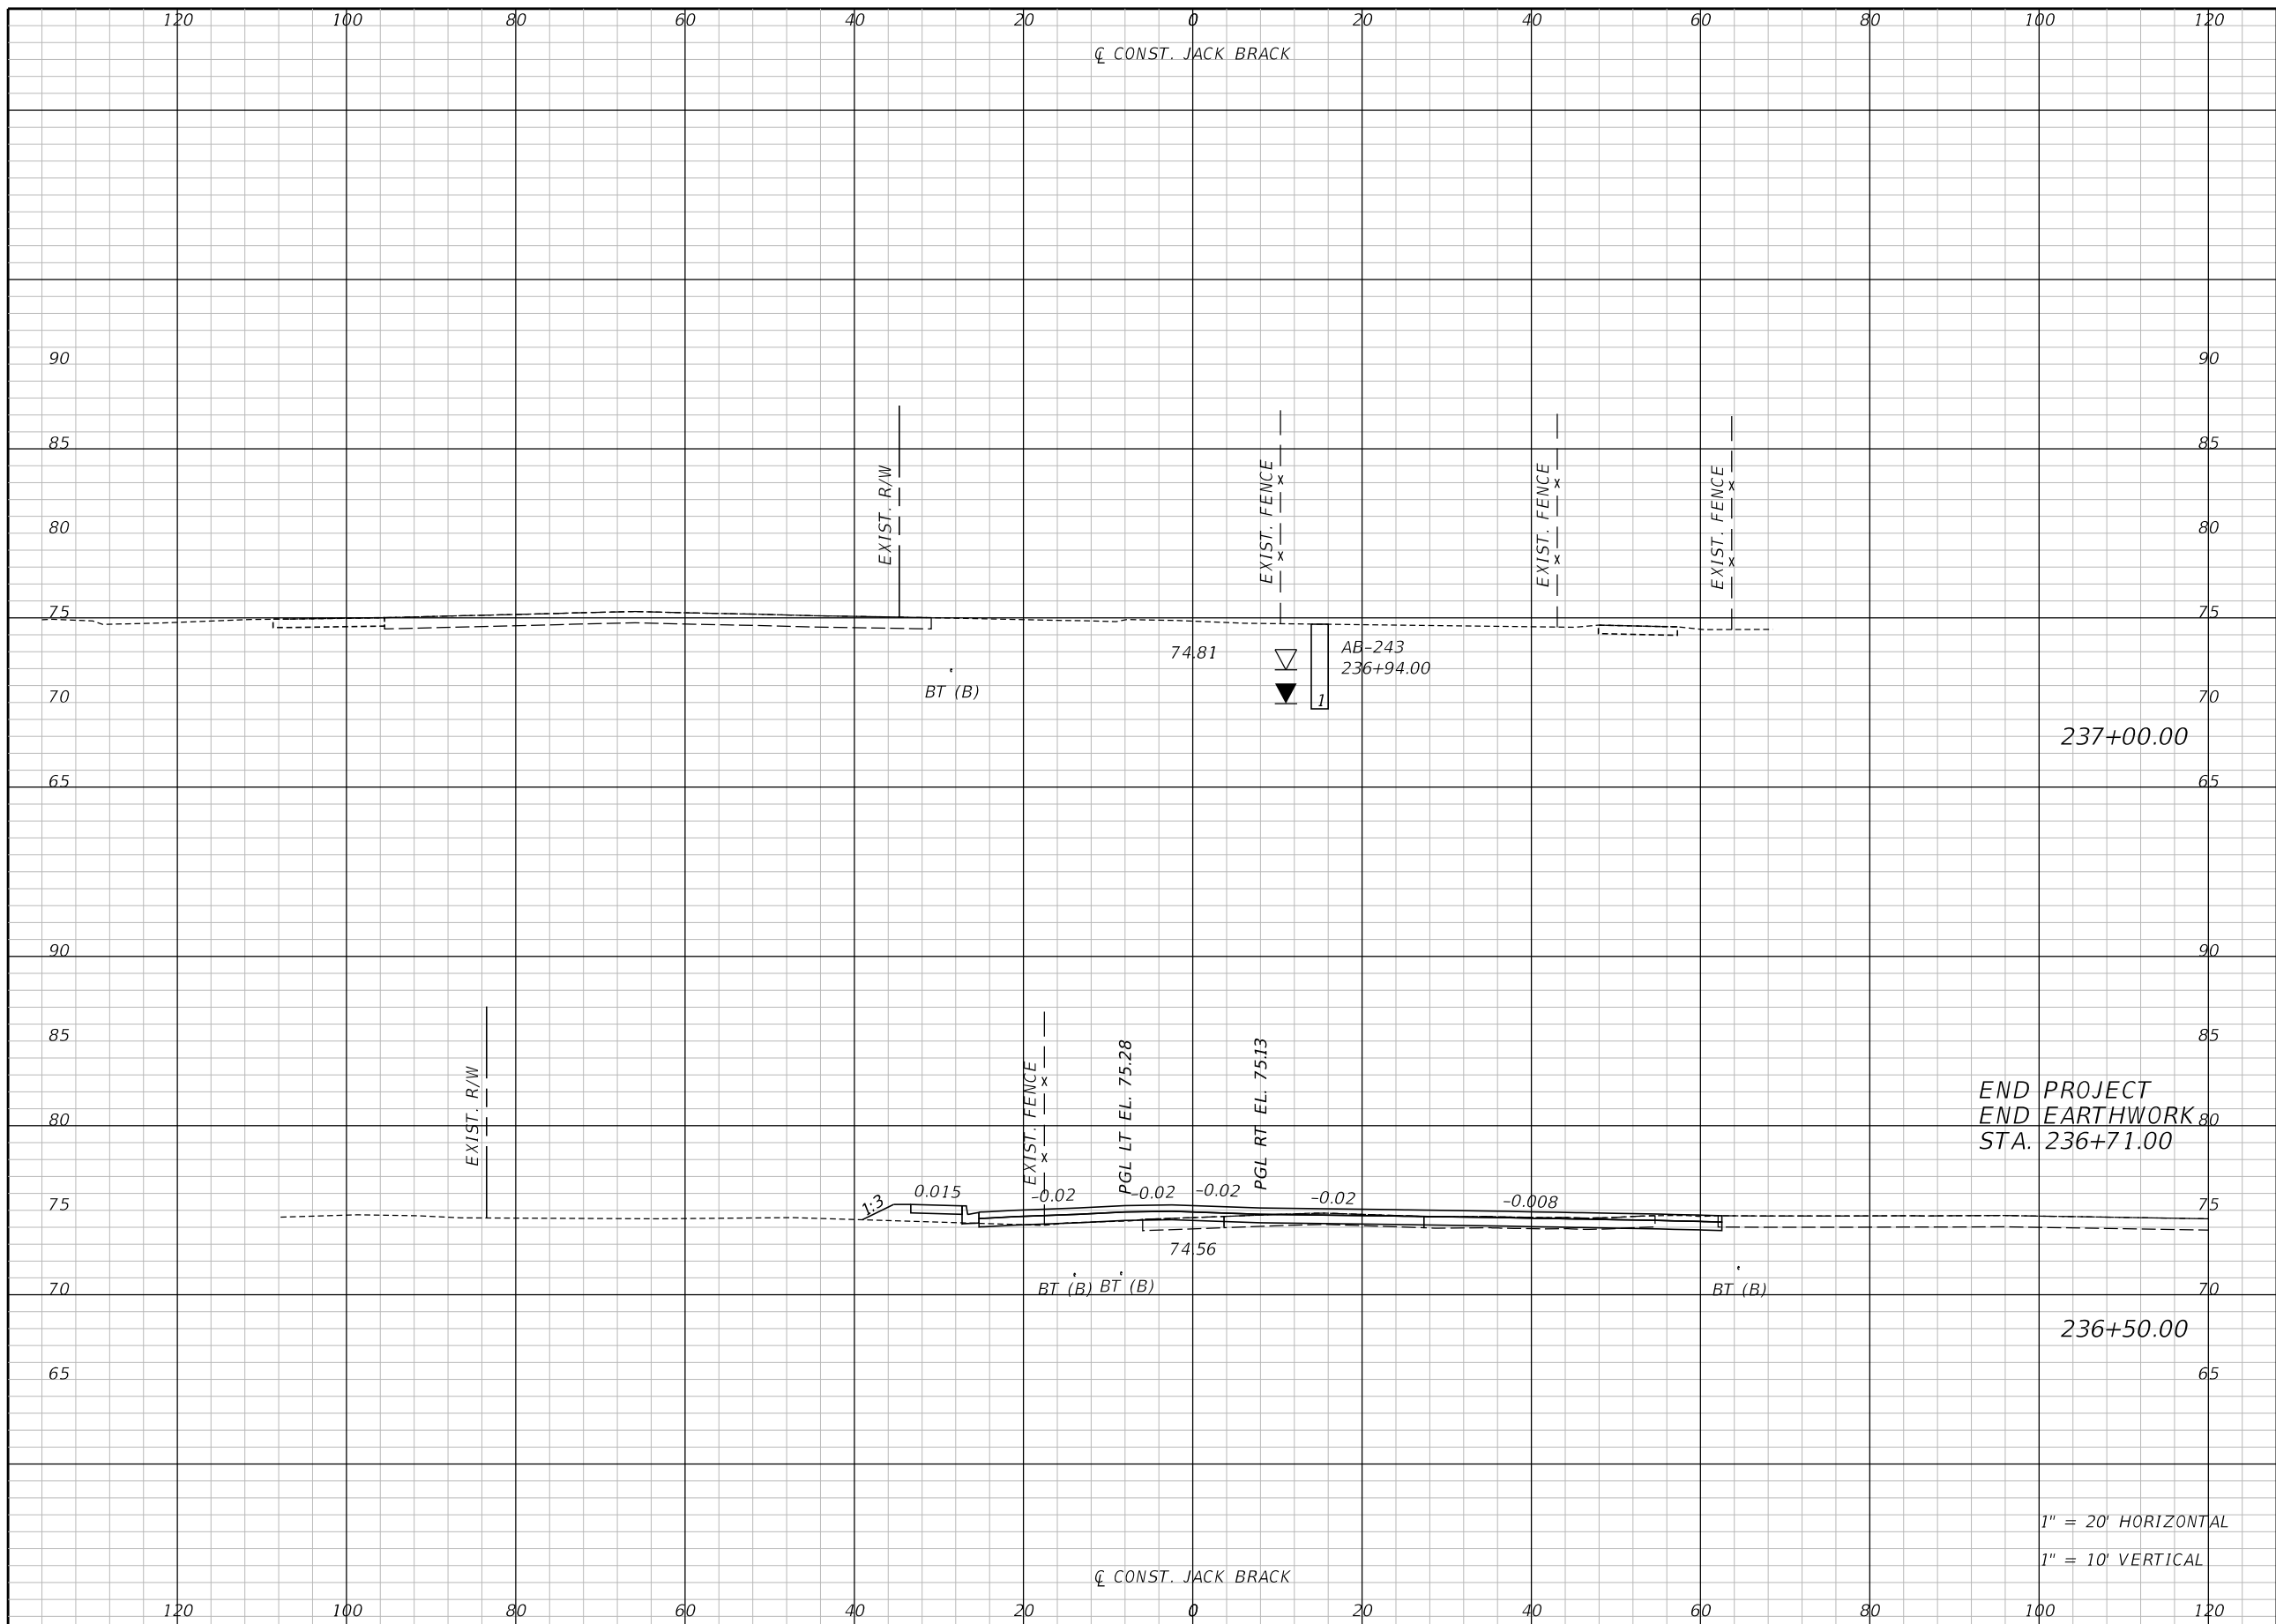 120 100 80 60 40 20 0 20 40 60 80 100 120
℄ CONST. JACK BRACK
90 90
85 85
EXIST. R/W
EXIST. FENCE
EXIST. FENCE
EXIST. FENCE
80 80
75 75
74.81
AB-243
236+94.00
BT (B)
1
70 70
237+00.00
65 65
90 90
85 85
EXIST. R/W
EXIST. FENCE
PGL LT EL. 75.28
PGL RT EL. 75.13
END PROJECT
END EARTHWORK
STA. 236+71.00
80 80
75 75
1:3
0.015
-0.02
-0.02
-0.02
-0.02
-0.008
74.56
BT (B)
BT (B)
BT (B)
70 70
236+50.00
65 65
1" = 20' HORIZONTAL
1" = 10' VERTICAL
℄ CONST. JACK BRACK
120 100 80 60 40 20 0 20 40 60 80 100 120